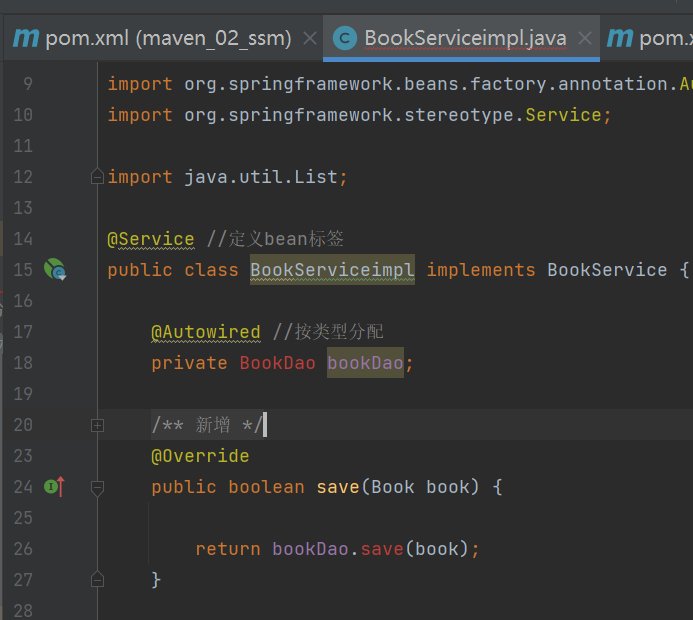 pom.xml (maven_02_ssm) BookServiceimpl.java pom.x
9 import org.springframework.beans.factory.annotation.Au
10 import org.springframework.stereotype.Service;
11
12 import java.util.List;
13
14 @Service //定义bean标签
15 public class BookServiceimpl implements BookService {
16
17 @Autowired //按类型分配
18 private BookDao bookDao;
19
20 /** 新增 */
23 @Override
24 public boolean save(Book book) {
25
26 return bookDao.save(book);
27 }
28